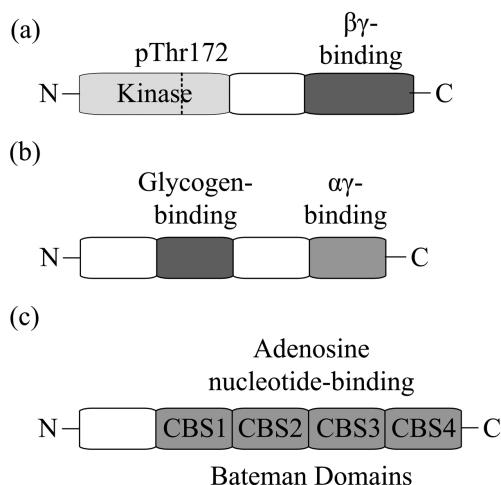 (a)
βγ-
binding
pThr172
N
Kinase
C
(b)
Glycogen-
binding
αγ-
binding
N
C
(c)
Adenosine
nucleotide-binding
N
CBS1 CBS2 CBS3 CBS4
C
Bateman Domains